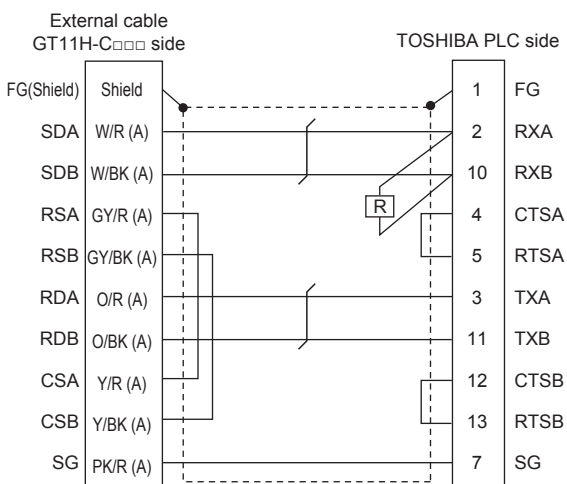 External cable
GT11H-C□□□ side
TOSHIBA PLC side
FG(Shield) Shield 1 FG
SDA W/R (A) 2 RXA
SDB W/BK (A) 10 RXB
R
RSA GY/R (A) 4 CTSA
RSB GY/BK (A) 5 RTSA
RDA O/R (A) 3 TXA
RDB O/BK (A) 11 TXB
CSA Y/R (A) 12 CTSB
CSB Y/BK (A) 13 RTSB
SG PK/R (A) 7 SG